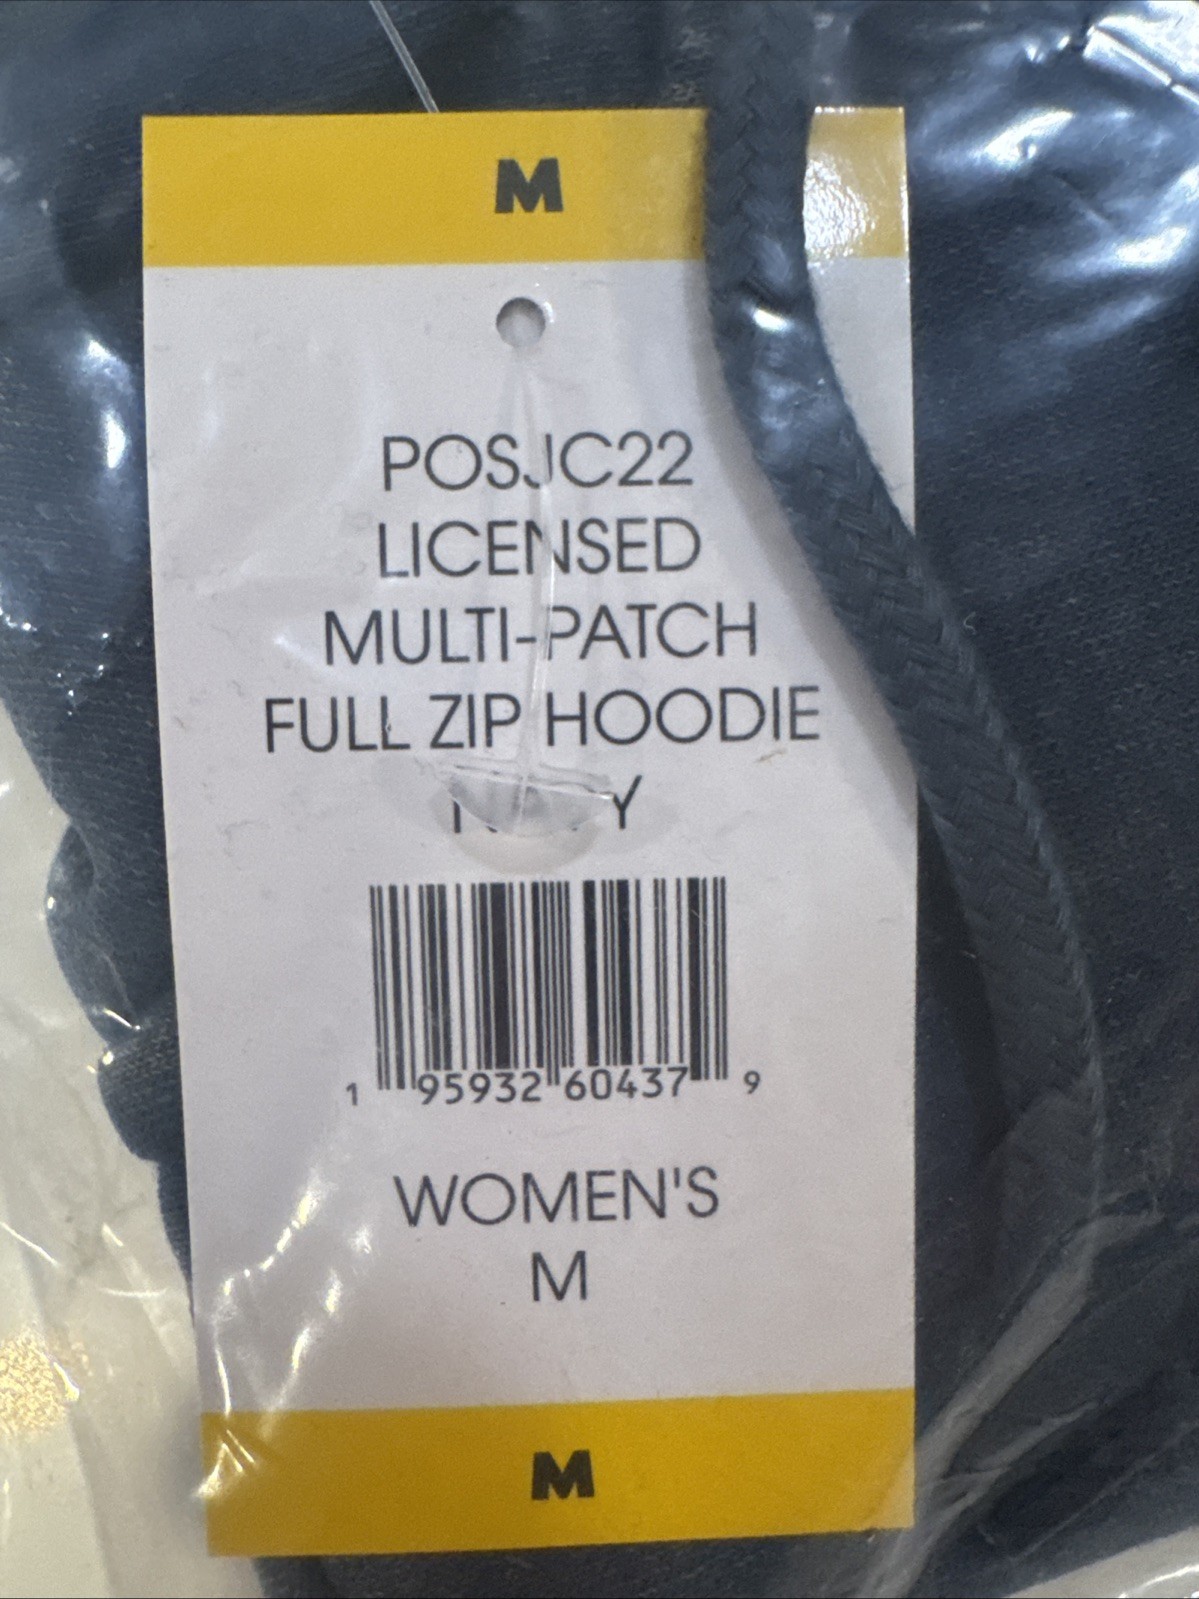 M
POSJC22
LICENSED
MULTI-PATCH
FULL ZIP HOODIE
1 95932 60437 9
WOMEN'S
M
M